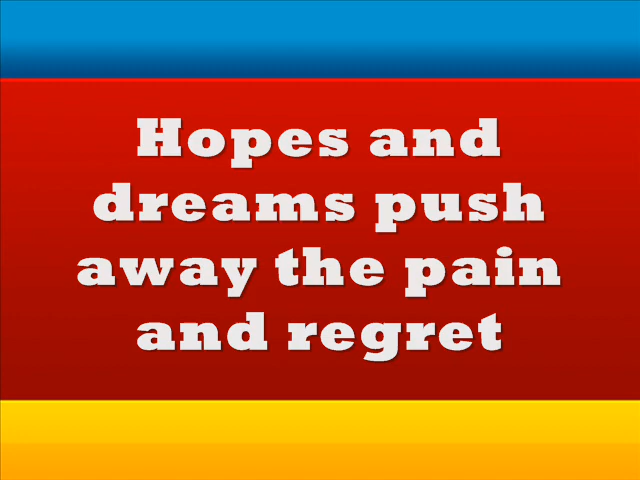 Hopes and
dreams push
away the pain
and regret